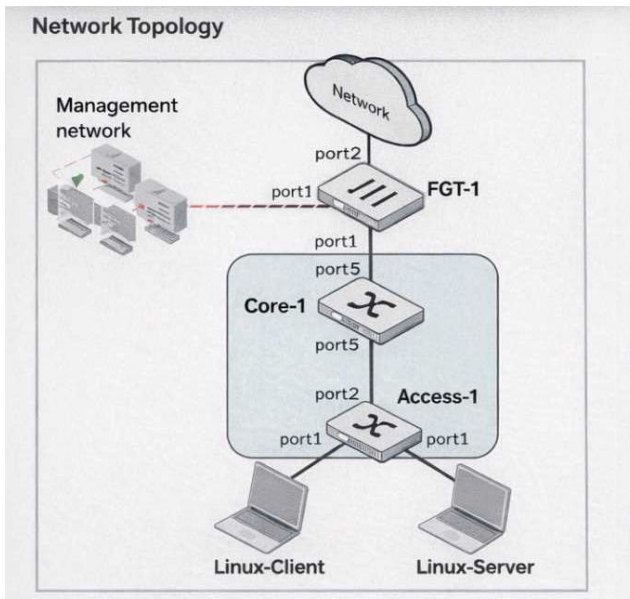 Network Topology
Management
network
Network
port2
port1
FGT-1
port1
port5
Core-1
port5
port2
Access-1
port1
port1
Linux-Client
Linux-Server